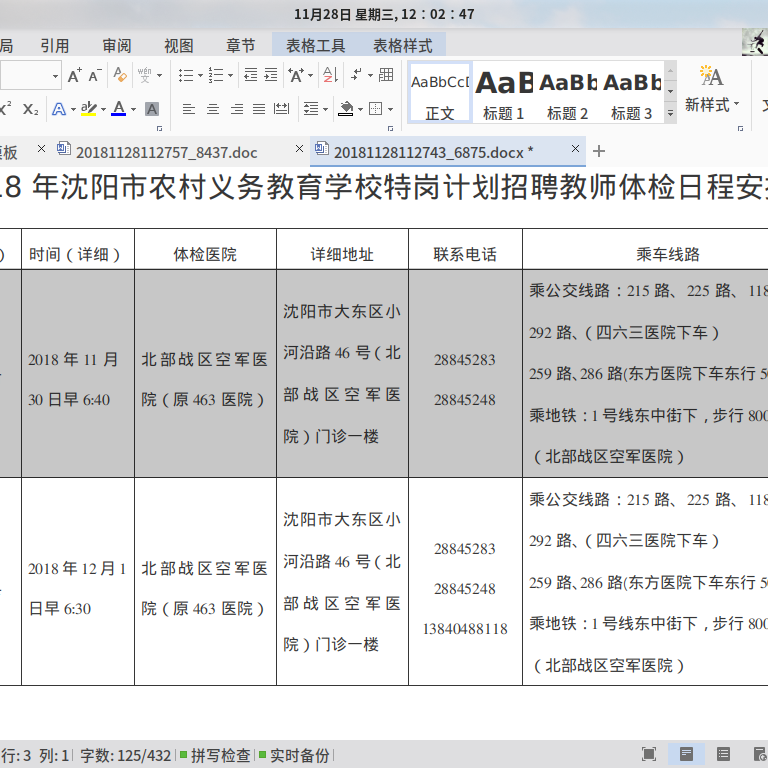 11月28日 星期三, 12：02：47
局 引用 审阅 视图 章节 表格工具 表格样式
AaBbCcD AaB AaBb AaBb
正文 标题 1 标题 2 标题 3 新样式
模板 20181128112757_8437.doc 20181128112743_6875.docx *
18 年沈阳市农村义务教育学校特岗计划招聘教师体检日程安排
） 时间（详细） 体检医院 详细地址 联系电话 乘车线路
2018 年 11 月
30 日早 6:40
北部战区空军医
院（原 463 医院）
沈阳市大东区小
河沿路 46 号（北
部战区空军医
院）门诊一楼
28845283
28845248
乘公交线路：215 路、 225 路、 118
292 路、（四六三医院下车）
259 路、286 路(东方医院下车东行 50
乘地铁：1 号线东中街下，步行 800
（北部战区空军医院）
2018 年 12 月 1
日早 6:30
北部战区空军医
院（原 463 医院）
沈阳市大东区小
河沿路 46 号（北
部战区空军医
院）门诊一楼
28845283
28845248
13840488118
乘公交线路：215 路、 225 路、 118
292 路、（四六三医院下车）
259 路、286 路(东方医院下车东行 50
乘地铁：1 号线东中街下，步行 800
（北部战区空军医院）
行: 3 列: 1 字数: 125/432 拼写检查 实时备份